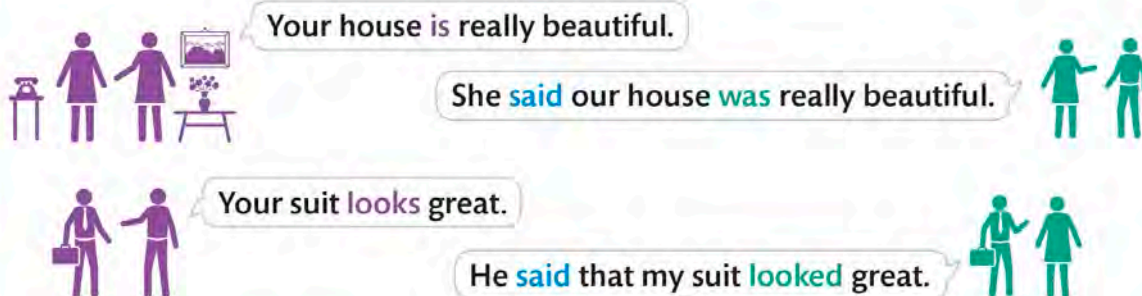 Your house is really beautiful.
She said our house was really beautiful.
Your suit looks great.
He said that my suit looked great.